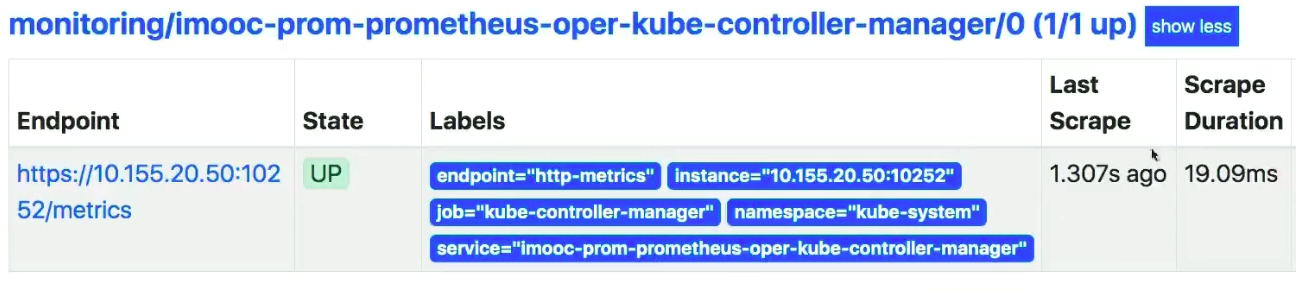 monitoring/imooc-prom-prometheus-oper-kube-controller-manager/0 (1/1 up) show less
Endpoint State Labels Last Scrape Scrape Duration
https://10.155.20.50:102 UP endpoint="http-metrics" instance="10.155.20.50:10252" 1.307s ago 19.09ms
52/metrics job="kube-controller-manager" namespace="kube-system"
service="imooc-prom-prometheus-oper-kube-controller-manager"